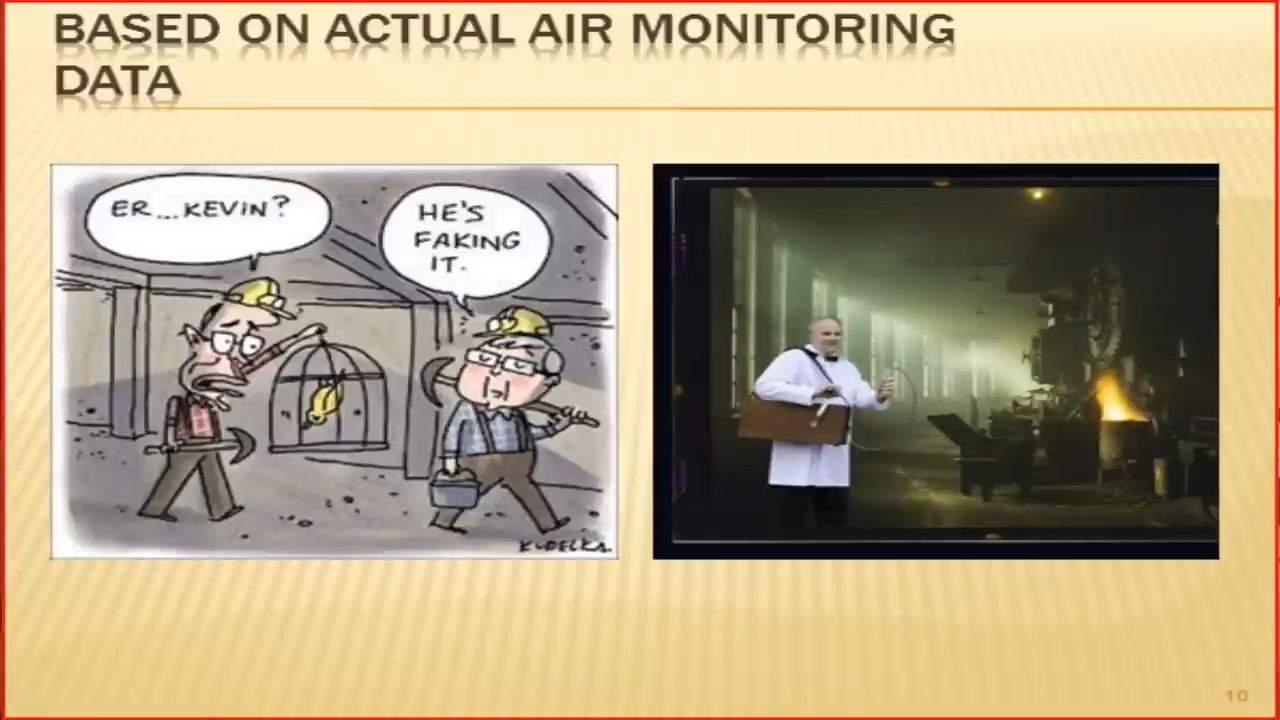 BASED ON ACTUAL AIR MONITORING
DATA
ER...KEVIN?
HE'S
FAKING
IT.
KUDELKA.
10